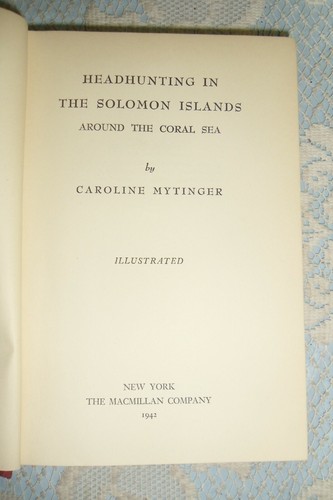 HEADHUNTING IN
THE SOLOMON ISLANDS
AROUND THE CORAL SEA
by
CAROLINE MYTINGER
ILLUSTRATED
NEW YORK
THE MACMILLAN COMPANY
1942